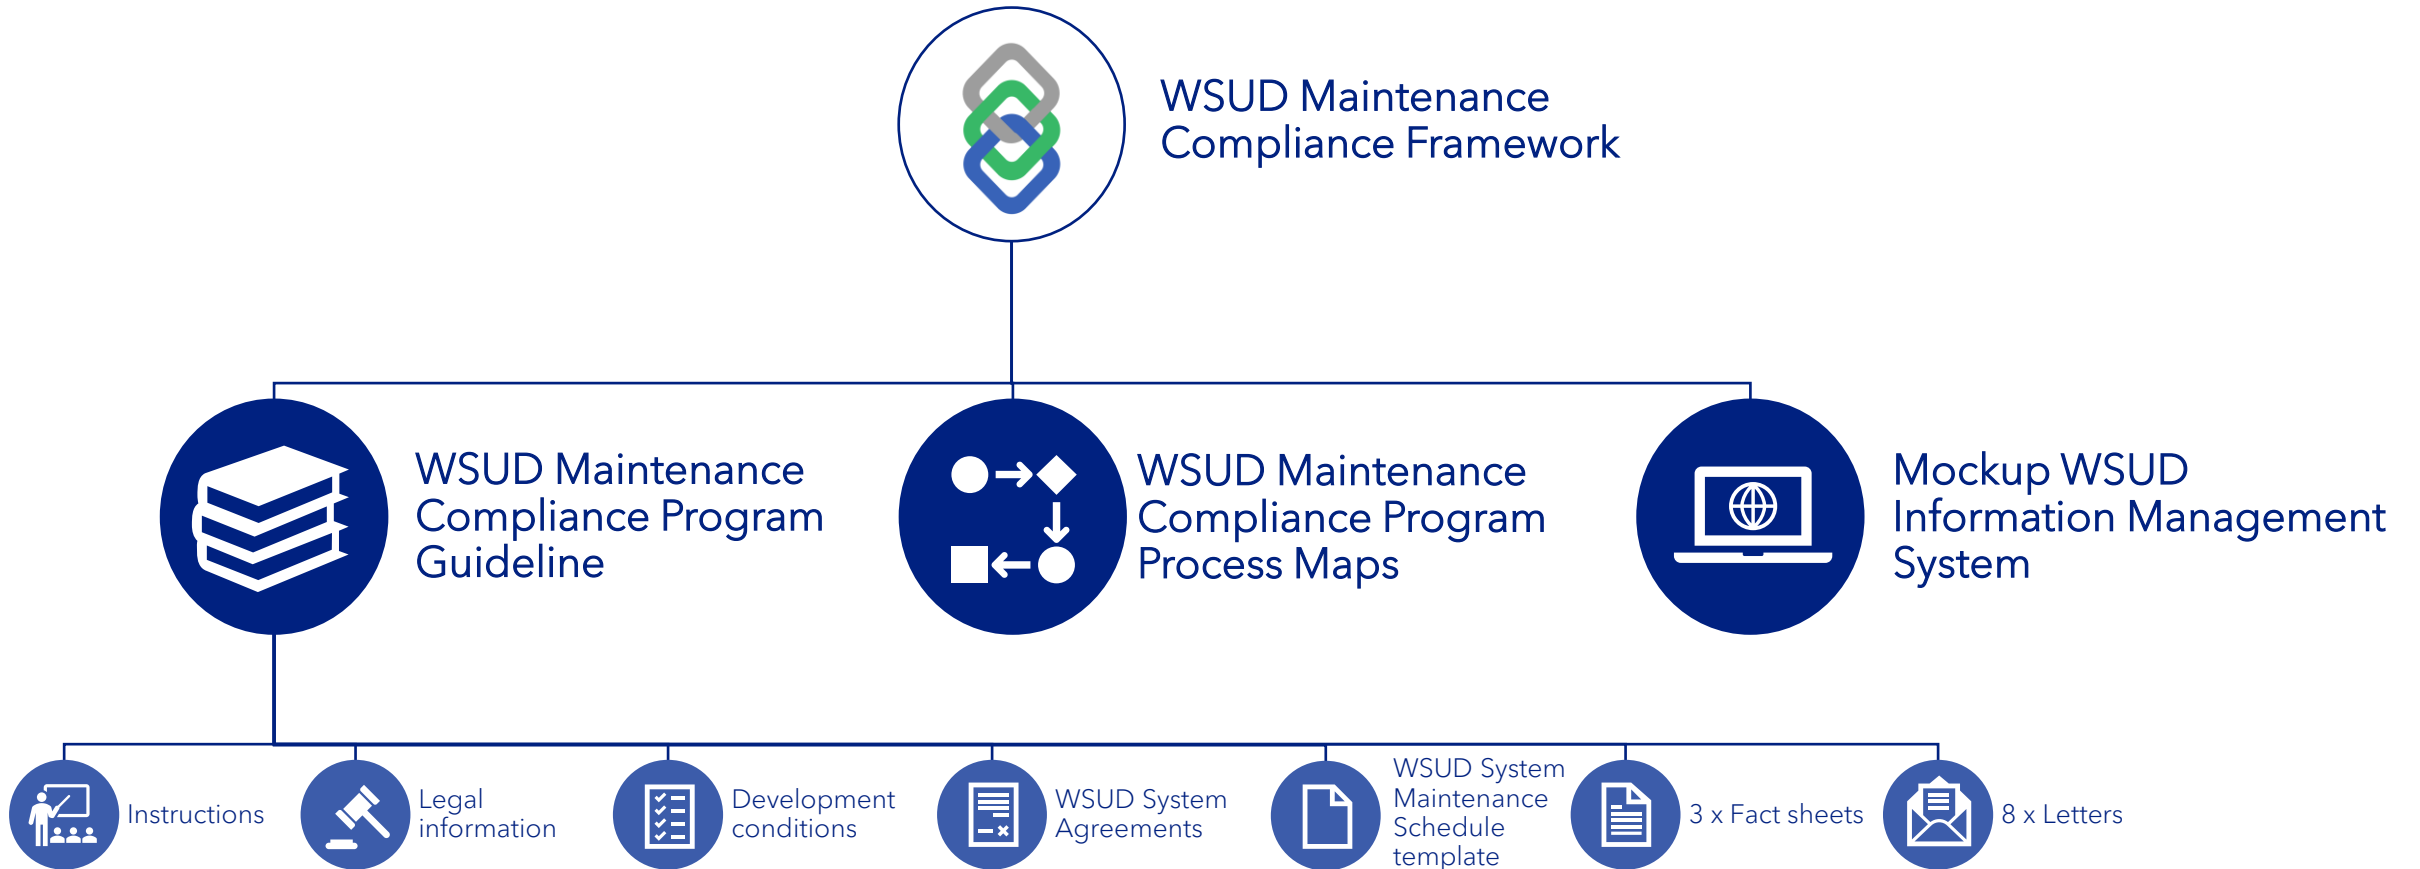 WSUD Maintenance
Compliance Framework
WSUD Maintenance
Compliance Program
Guideline
WSUD Maintenance
Compliance Program
Process Maps
Mockup WSUD
Information Management
System
Instructions
Legal
information
Development
conditions
WSUD System
Agreements
WSUD System
Maintenance
Schedule
template
3 x Fact sheets
8 x Letters